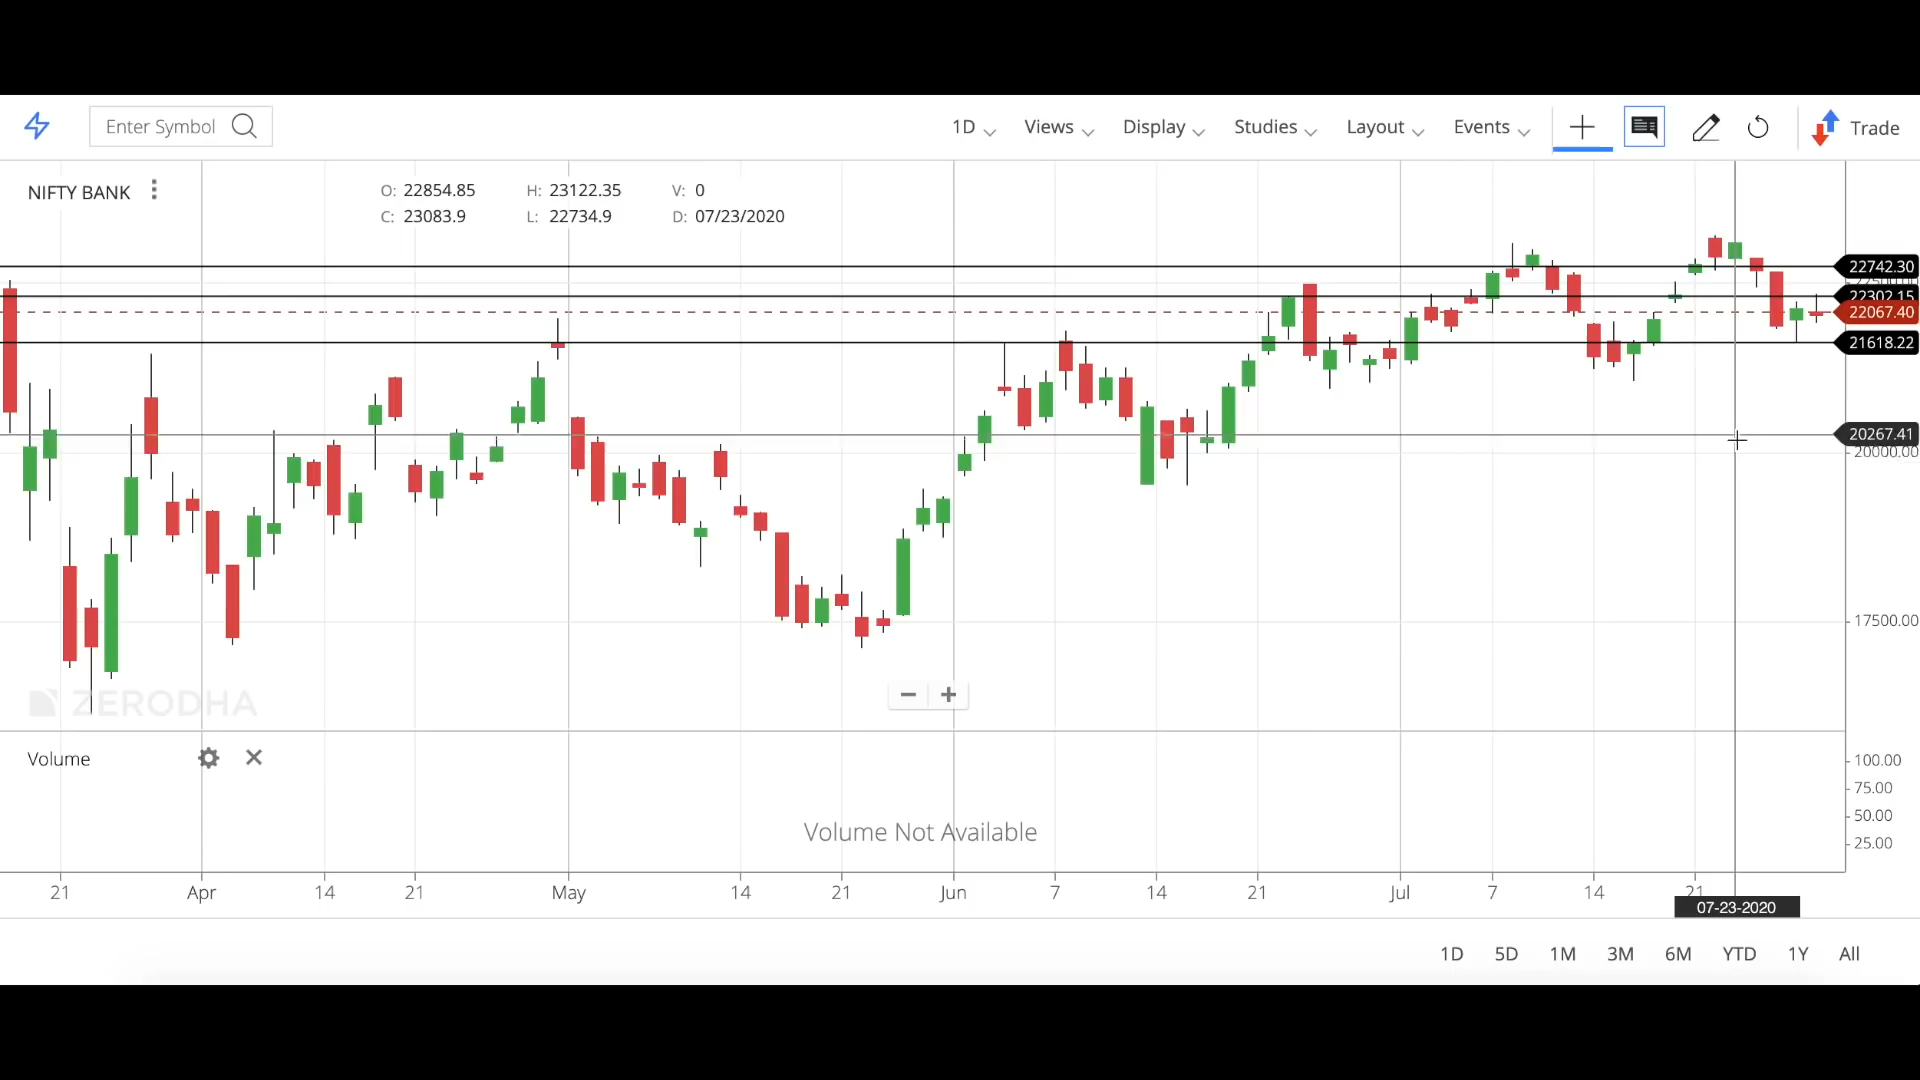 Enter Symbol
1D
Views
Display
Studies
Layout
Events
Trade
NIFTY BANK
O: 22854.85 H: 23122.35 V: 0
C: 23083.9 L: 22734.9 D: 07/23/2020
22742.30
22302.15
22067.40
21618.22
20267.41
20000.00
17500.00
ZERODHA
Volume
100.00
75.00
50.00
25.00
Volume Not Available
21 Apr 14 21 May 14 21 Jun 7 14 21 Jul 7 14 21
07-23-2020
1D 5D 1M 3M 6M YTD 1Y All